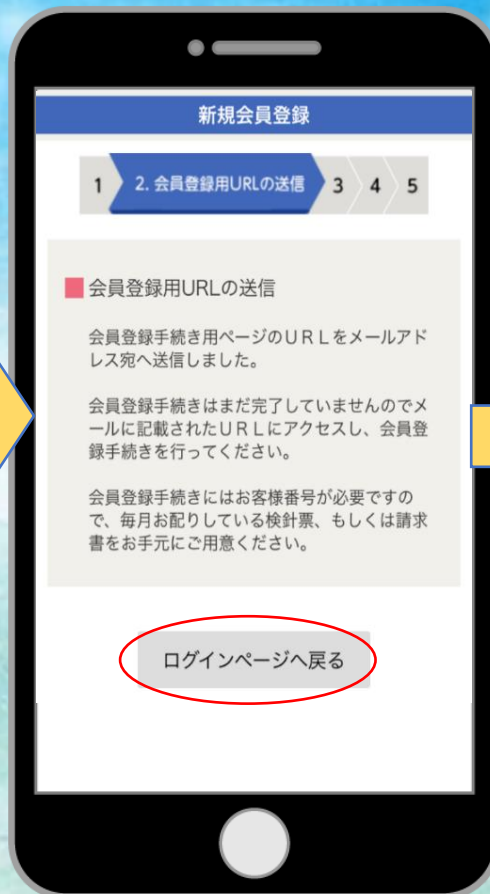 新規会員登録
1 2. 会員登録用URLの送信 3 4 5
会員登録用URLの送信
会員登録手続き用ページのＵＲＬをメールアド
レス宛へ送信しました。
会員登録手続きはまだ完了していませんのでメ
ールに記載されたＵＲＬにアクセスし、会員登
録手続きを行ってください。
会員登録手続きにはお客様番号が必要ですの
で、毎月お配りしている検針票、もしくは請求
書をお手元にご用意ください。
ログインページへ戻る